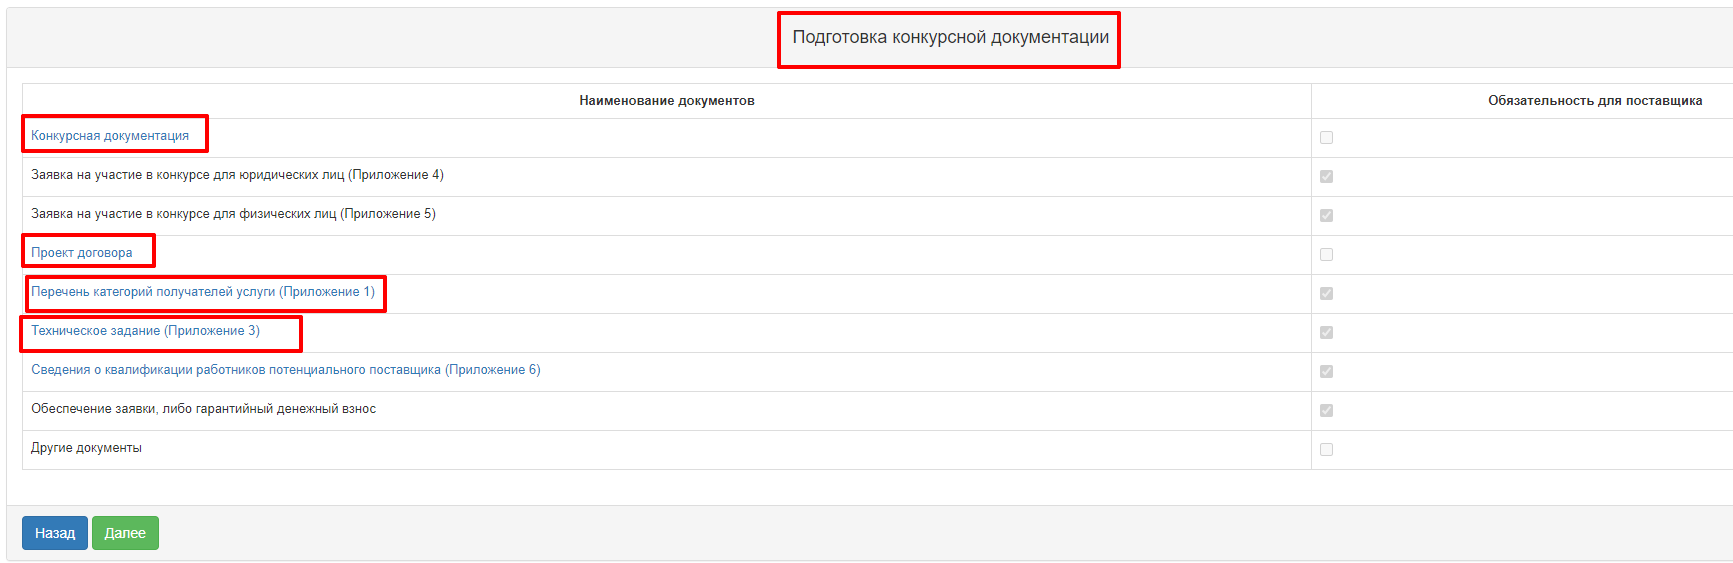 Подготовка конкурсной документации
Наименование документов
Обязательность для поставщика
Конкурсная документация
Заявка на участие в конкурсе для юридических лиц (Приложение 4)
Заявка на участие в конкурсе для физических лиц (Приложение 5)
Проект договора
Перечень категорий получателей услуги (Приложение 1)
Техническое задание (Приложение 3)
Сведения о квалификации работников потенциального поставщика (Приложение 6)
Обеспечение заявки, либо гарантийный денежный взнос
Другие документы
Назад
Далее